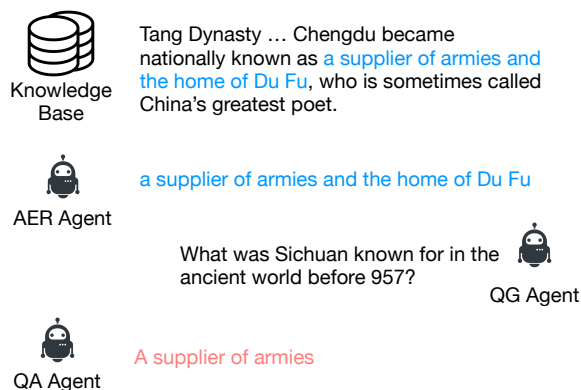 Tang Dynasty … Chengdu became
nationally known as a supplier of armies and
the home of Du Fu, who is sometimes called
China's greatest poet.
Knowledge
Base
a supplier of armies and the home of Du Fu
AER Agent
What was Sichuan known for in the
ancient world before 957?
QG Agent
A supplier of armies
QA Agent